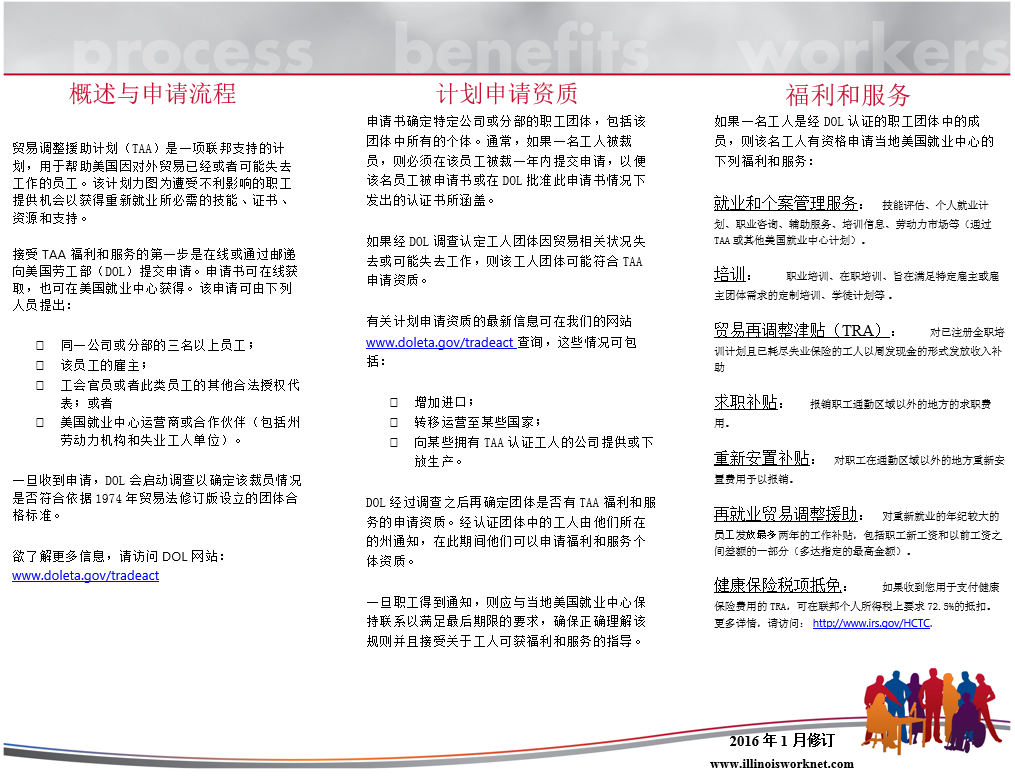 process benefits workers
概述与申请流程
贸易调整援助计划（TAA）是一项联邦支持的计
划，用于帮助美国因对外贸易已经或者可能失去
工作的员工。该计划力图为遭受不利影响的职工
提供机会以获得重新就业所必需的技能、证书、
资源和支持。
接受 TAA 福利和服务的第一步是在线或通过邮递
向美国劳工部（DOL）提交申请。申请书可在线获
取，也可在美国就业中心获得。该申请可由下列
人员提出：
同一公司或分部的三名以上员工；
该员工的雇主；
工会官员或者此类员工的其他合法授权代
表；或者
美国就业中心运营商或合作伙伴（包括州
劳动力机构和失业工人单位）。
一旦收到申请，DOL 会启动调查以确定该裁员情况
是否符合依据 1974 年贸易法修订版设立的团体合
格标准。
欲了解更多信息，请访问 DOL 网站：
www.doleta.gov/tradeact
计划申请资质
申请书确定特定公司或分部的职工团体，包括该
团体中所有的个体。通常，如果一名工人被裁
员，则必须在该员工被裁一年内提交申请，以便
该名员工被申请书或在 DOL 批准此申请书情况下
发出的认证书所涵盖。
如果经 DOL 调查认定工人团体因贸易相关状况失
去或可能失去工作，则该工人团体可能符合 TAA
申请资质。
有关计划申请资质的最新信息可在我们的网站
www.doleta.gov/tradeact 查询，这些情况可包
括：
增加进口；
转移运营至某些国家；
向某些拥有 TAA 认证工人的公司提供或下
放生产。
DOL 经过调查之后再确定团体是否有 TAA 福利和服
务的申请资质。经认证团体中的工人由他们所在
的州通知，在此期间他们可以申请福利和服务个
体资质。
一旦职工得到通知，则应与当地美国就业中心保
持联系以满足最后期限的要求，确保正确理解该
规则并且接受关于工人可获福利和服务的指导。
福利和服务
如果一名工人是经 DOL 认证的职工团体中的成
员，则该名工人有资格申请当地美国就业中心的
下列福利和服务：
就业和个案管理服务： 技能评估、个人就业计
划、职业咨询、辅助服务、培训信息、劳动力市场等（通过
TAA 或其他美国就业中心计划）。
培训： 职业培训、在职培训、旨在满足特定雇主或雇
主团体需求的定制培训、学徒计划等 。
贸易再调整津贴（TRA）： 对已注册全职培
训计划且已耗尽失业保险的工人以周发现金的形式发放收入补
助
求职补贴： 报销职工通勤区域以外的地方的求职费
用。
重新安置补贴： 对职工在通勤区域以外的地方重新安
置费用予以报销。
再就业贸易调整援助： 对重新就业的年纪较大的
员工发放最多两年的工作补贴，包括职工新工资和以前工资之
间差额的一部分（多达指定的最高金额）。
健康保险税项抵免： 如果收到您用于支付健康
保险费用的 TRA，可在联邦个人所得税上要求 72.5%的抵扣。
更多详情，请访问： http://www.irs.gov/HCTC.
2016 年 1 月修订
www.illinoisworknet.com